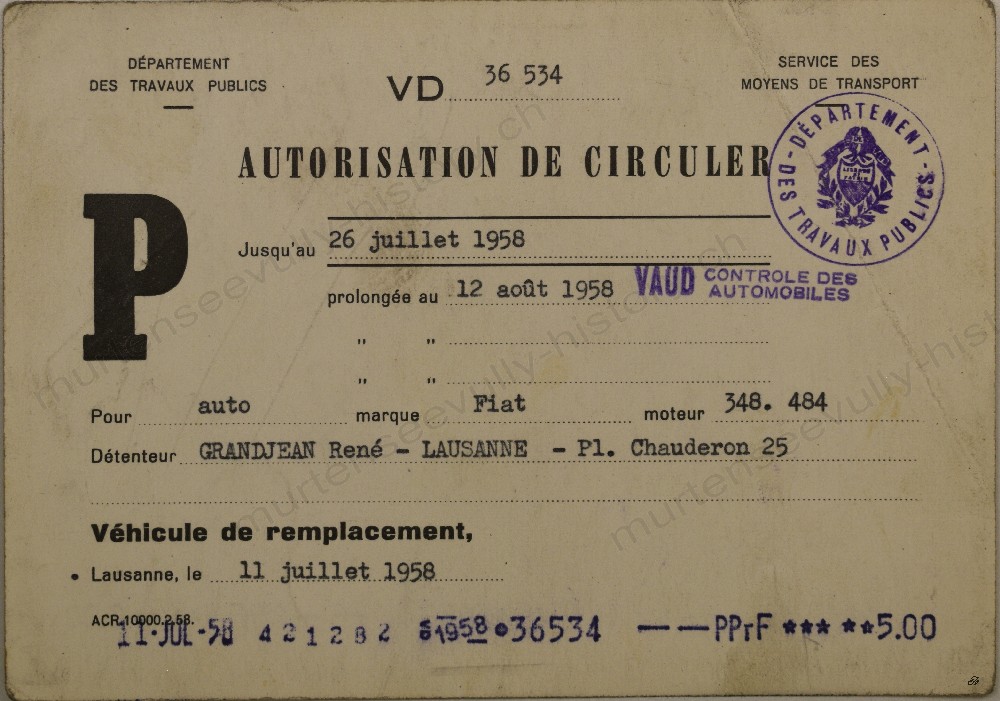 DÉPARTEMENT
DES TRAVAUX PUBLICS
VD 36 534
SERVICE DES
MOYENS DE TRANSPORT
AUTORISATION DE CIRCULER
DÉPARTEMENT
DES TRAVAUX PUBLICS
P
Jusqu'au 26 juillet 1958
prolongée au 12 août 1958 VAUD CONTROLE DES
AUTOMOBILES
" "
" "
Pour auto marque Fiat moteur 348. 484
Détenteur GRANDJEAN René - LAUSANNE - Pl. Chauderon 25
Véhicule de remplacement,
• Lausanne, le 11 juillet 1958
ACR.10000.2.58.
11·JUL·58 421282 1958 •36534 — —PPrF *** **5.00
murtenseevully-history.ch